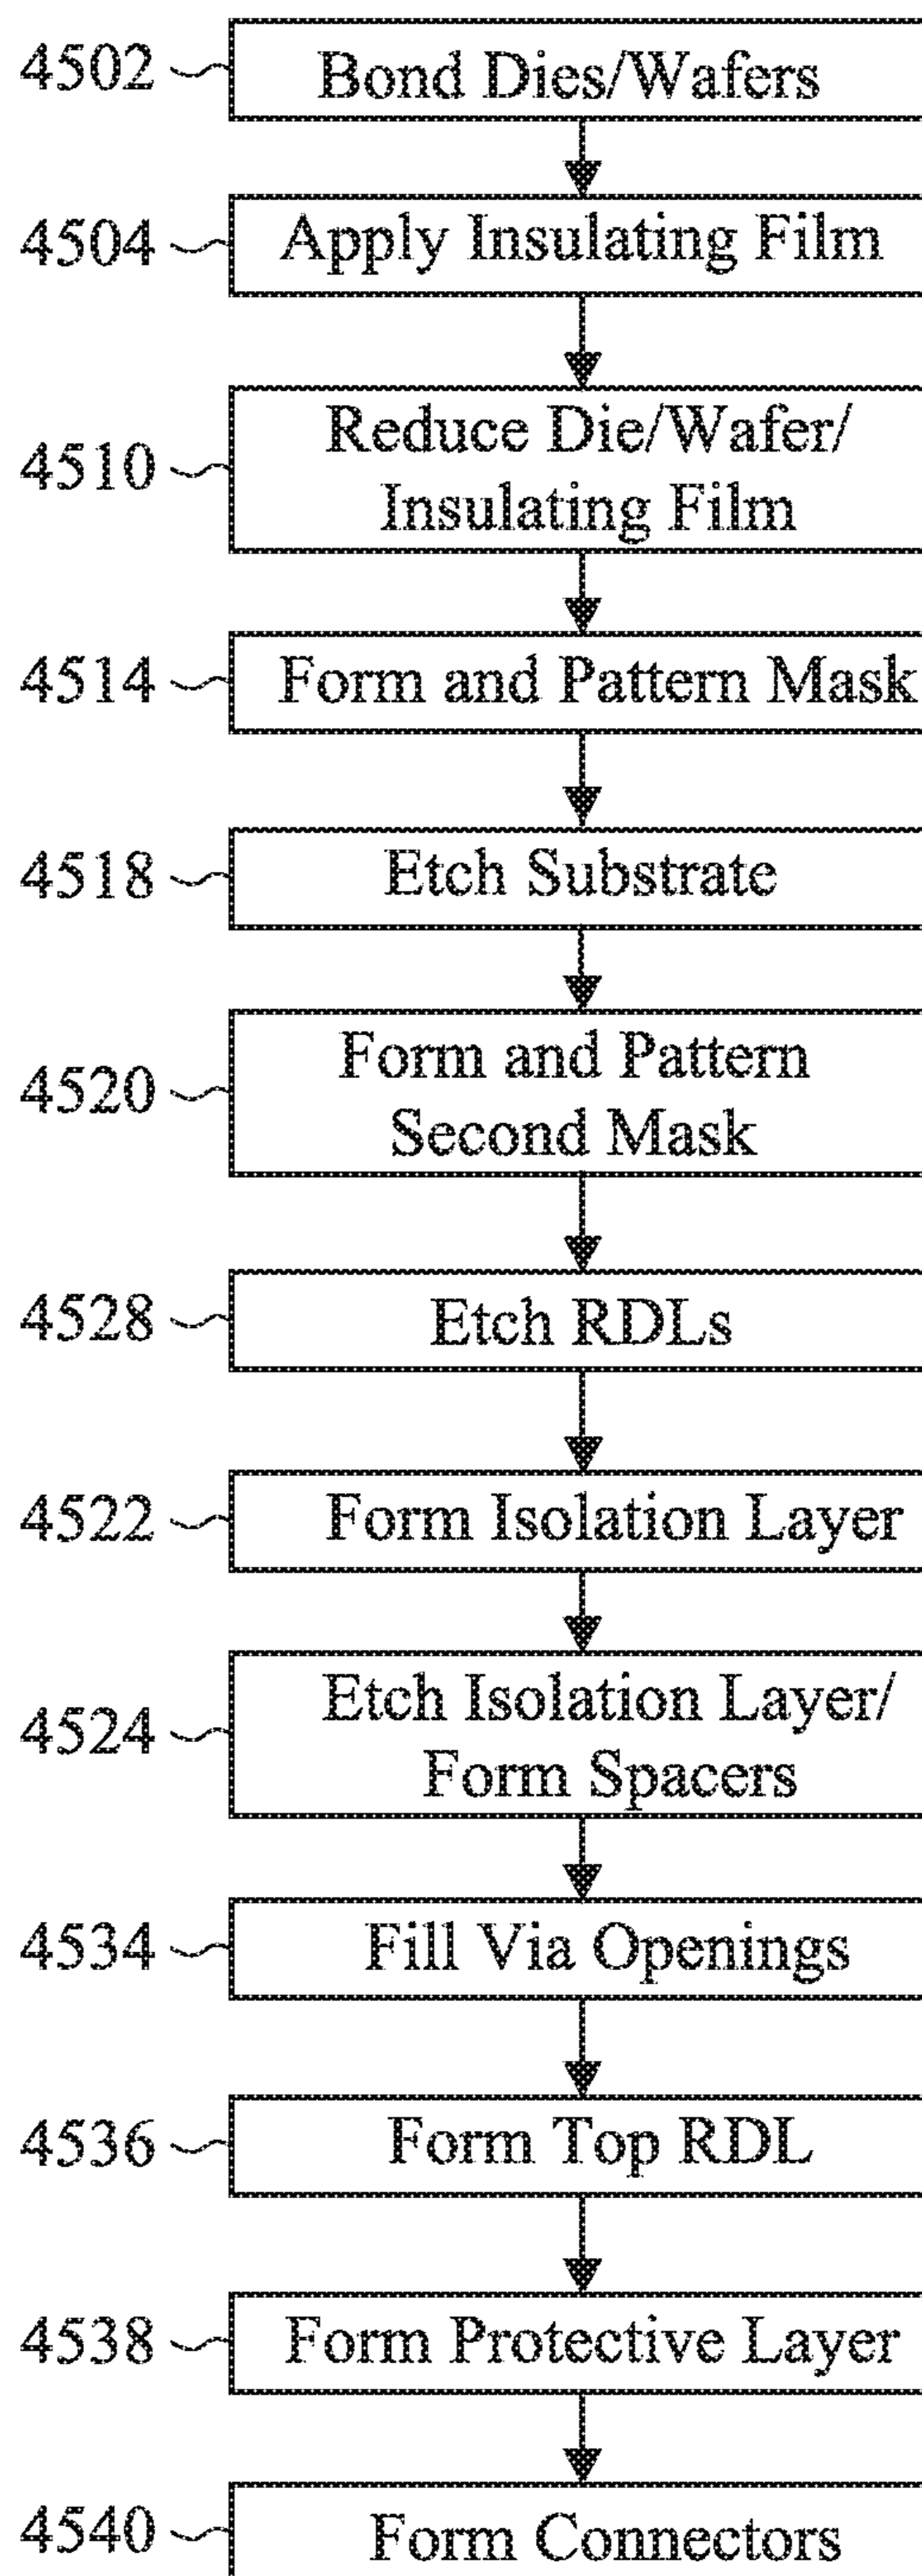 4502 Bond Dies/Wafers
4504 Apply Insulating Film
4510 Reduce Die/Wafer/
Insulating Film
4514 Form and Pattern Mask
4518 Etch Substrate
4520 Form and Pattern
Second Mask
4528 Etch RDLs
4522 Form Isolation Layer
4524 Etch Isolation Layer/
Form Spacers
4534 Fill Via Openings
4536 Form Top RDL
4538 Form Protective Layer
4540 Form Connectors